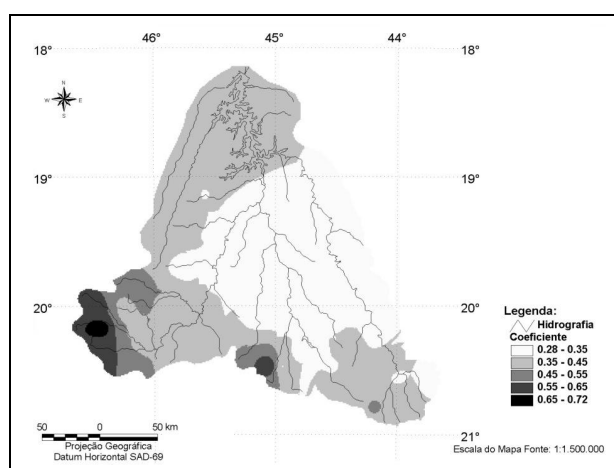 46° 45° 44°
18° 18°
N
W E
S
19° 19°
20° 20°
21°
Legenda:
Hidrografia
Coeficiente
0.28 - 0.35
0.35 - 0.45
0.45 - 0.55
0.55 - 0.65
0.65 - 0.72
50 0 50 km
Projeção Geográfica
Datum Horizontal SAD-69
Escala do Mapa Fonte: 1:1.500.000